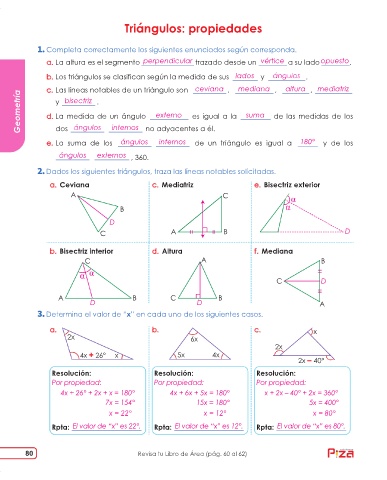 Triángulos: propiedades
1. Completa correctamente los siguientes enunciados según corresponda.
a. La altura es el segmento perpendicular trazado desde un vértice a su lado opuesto.
b. Los triángulos se clasifican según la medida de sus lados y ángulos.
c. Las líneas notables de un triángulo son ceviana, mediana, altura, mediatriz
y bisectriz.
d. La medida de un ángulo externo es igual a la suma de las medidas de los
dos ángulos internos no adyacentes a él.
e. La suma de los ángulos internos de un triángulo es igual a 180° y de los
ángulos externos, 360.
Geometría
2. Dados los siguientes triángulos, traza las líneas notables solicitadas.
a. Ceviana
A
B
D
C
c. Mediatriz
C
A
B
e. Bisectriz exterior
α
α
D
b. Bisectriz interior
C
α
α
A
D
B
d. Altura
A
C
D
B
f. Mediana
B
C
D
A
3. Determina el valor de "x" en cada uno de los siguientes casos.
a.
2x
4x + 26°
x
b.
6x
5x
4x
c.
x
2x
2x – 40°
Resolución:
Por propiedad:
4x + 26° + 2x + x = 180°
7x = 154°
x = 22°
Rpta: El valor de "x" es 22°.
Resolución:
Por propiedad:
4x + 6x + 5x = 180°
15x = 180°
x = 12°
Rpta: El valor de "x" es 12°.
Resolución:
Por propiedad:
x + 2x – 40° + 2x = 360°
5x = 400°
x = 80°
Rpta: El valor de "x" es 80°.
80
Revisa tu Libro de Área (pág. 60 al 62)
Piza